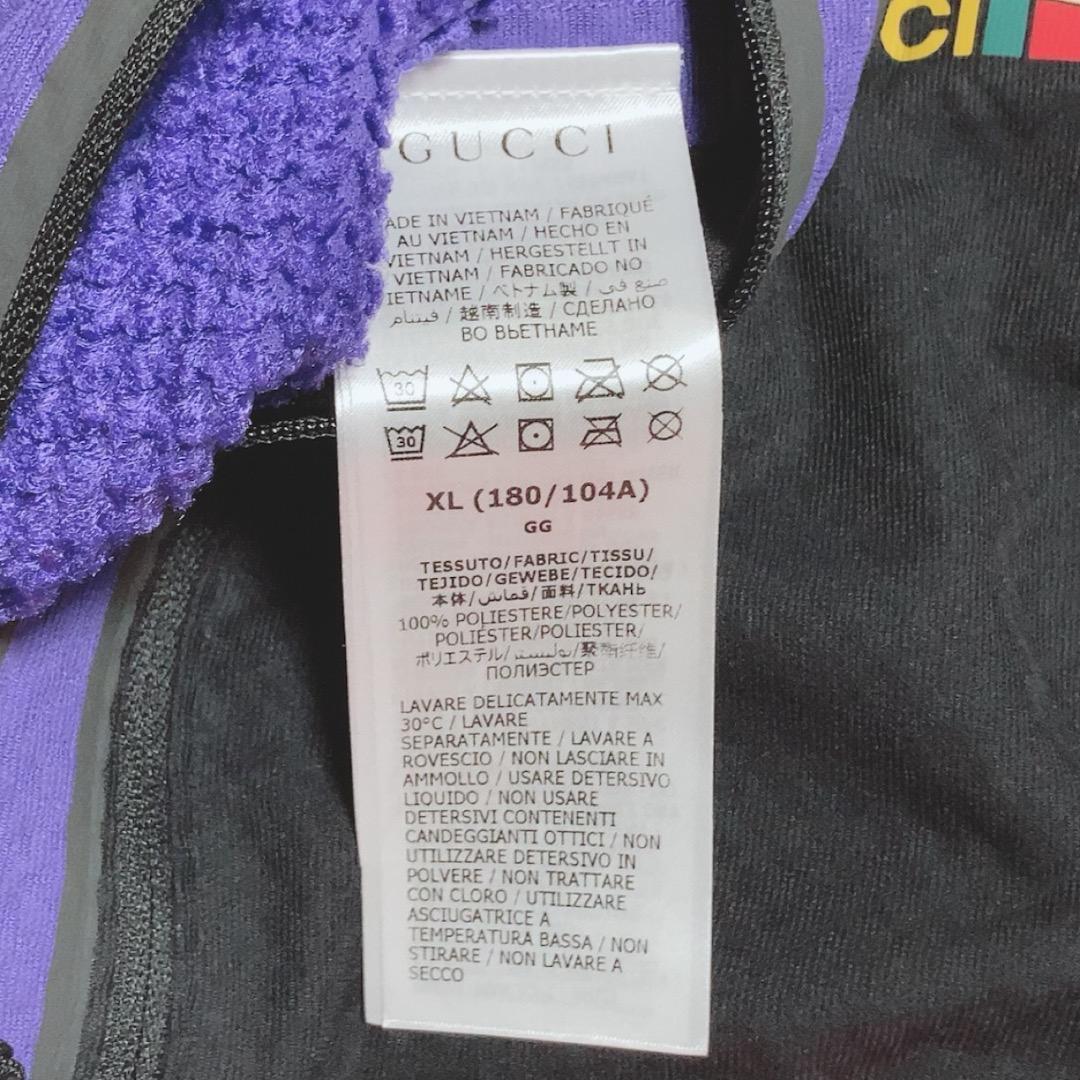 CI
GUCCI
ADE IN VIETNAM / FABRIQUÉ
AU VIETNAM / HECHO EN
VIETNAM / HERGESTELLT IN
VIETNAM / FABRICADO NO
IETNAME / ベトナム製 / صنع في
فيتنام / 越南制造 / СДЕЛАНО
ВО ВЬЕТНАМЕ
30
30
XL (180/104A)
GG
TESSUTO/FABRIC/TISSU/
TEJIDO/GEWEBE/TECIDO/
本体/قماش/面料/ТКАНЬ
100% POLIESTERE/POLYESTER/
POLIÉSTER/POLIESTER/
ポリエステル/بوليستر/聚酯纤维/
ПОЛИЭСТЕР
LAVARE DELICATAMENTE MAX
30°C / LAVARE
SEPARATAMENTE / LAVARE A
ROVESCIO / NON LASCIARE IN
AMMOLLO / USARE DETERSIVO
LIQUIDO / NON USARE
DETERSIVI CONTENENTI
CANDEGGIANTI OTTICI / NON
UTILIZZARE DETERSIVO IN
POLVERE / NON TRATTARE
CON CLORO / UTILIZZARE
ASCIUGATRICE A
TEMPERATURA BASSA / NON
STIRARE / NON LAVARE A
SECCO